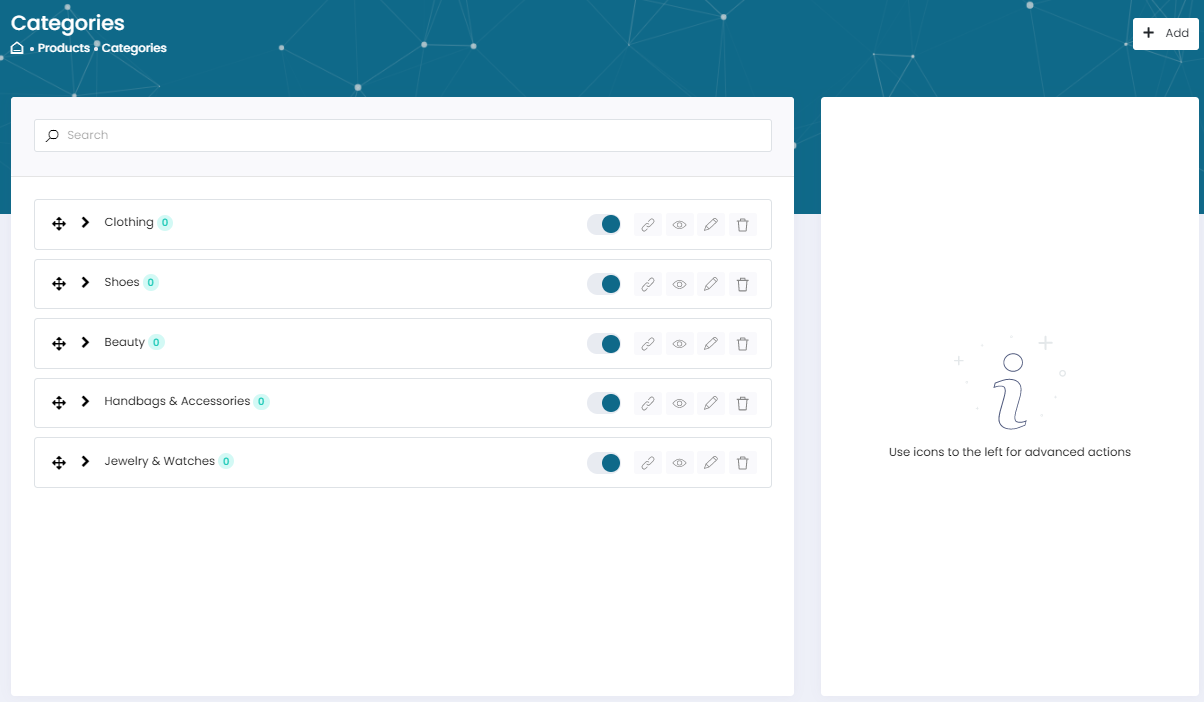 Categories
• Products • Categories
+ Add
Search
Clothing 0
Shoes 0
Beauty 0
Handbags & Accessories 0
Jewelry & Watches 0
Use icons to the left for advanced actions